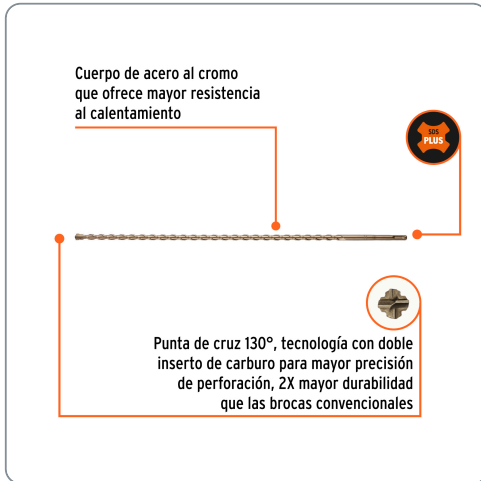 Cuerpo de acero al cromo
que ofrece mayor resistencia
al calentamiento
SDS
PLUS
Punta de cruz 130°, tecnología con doble
inserto de carburo para mayor precisión
de perforación, 2X mayor durabilidad
que las brocas convencionales